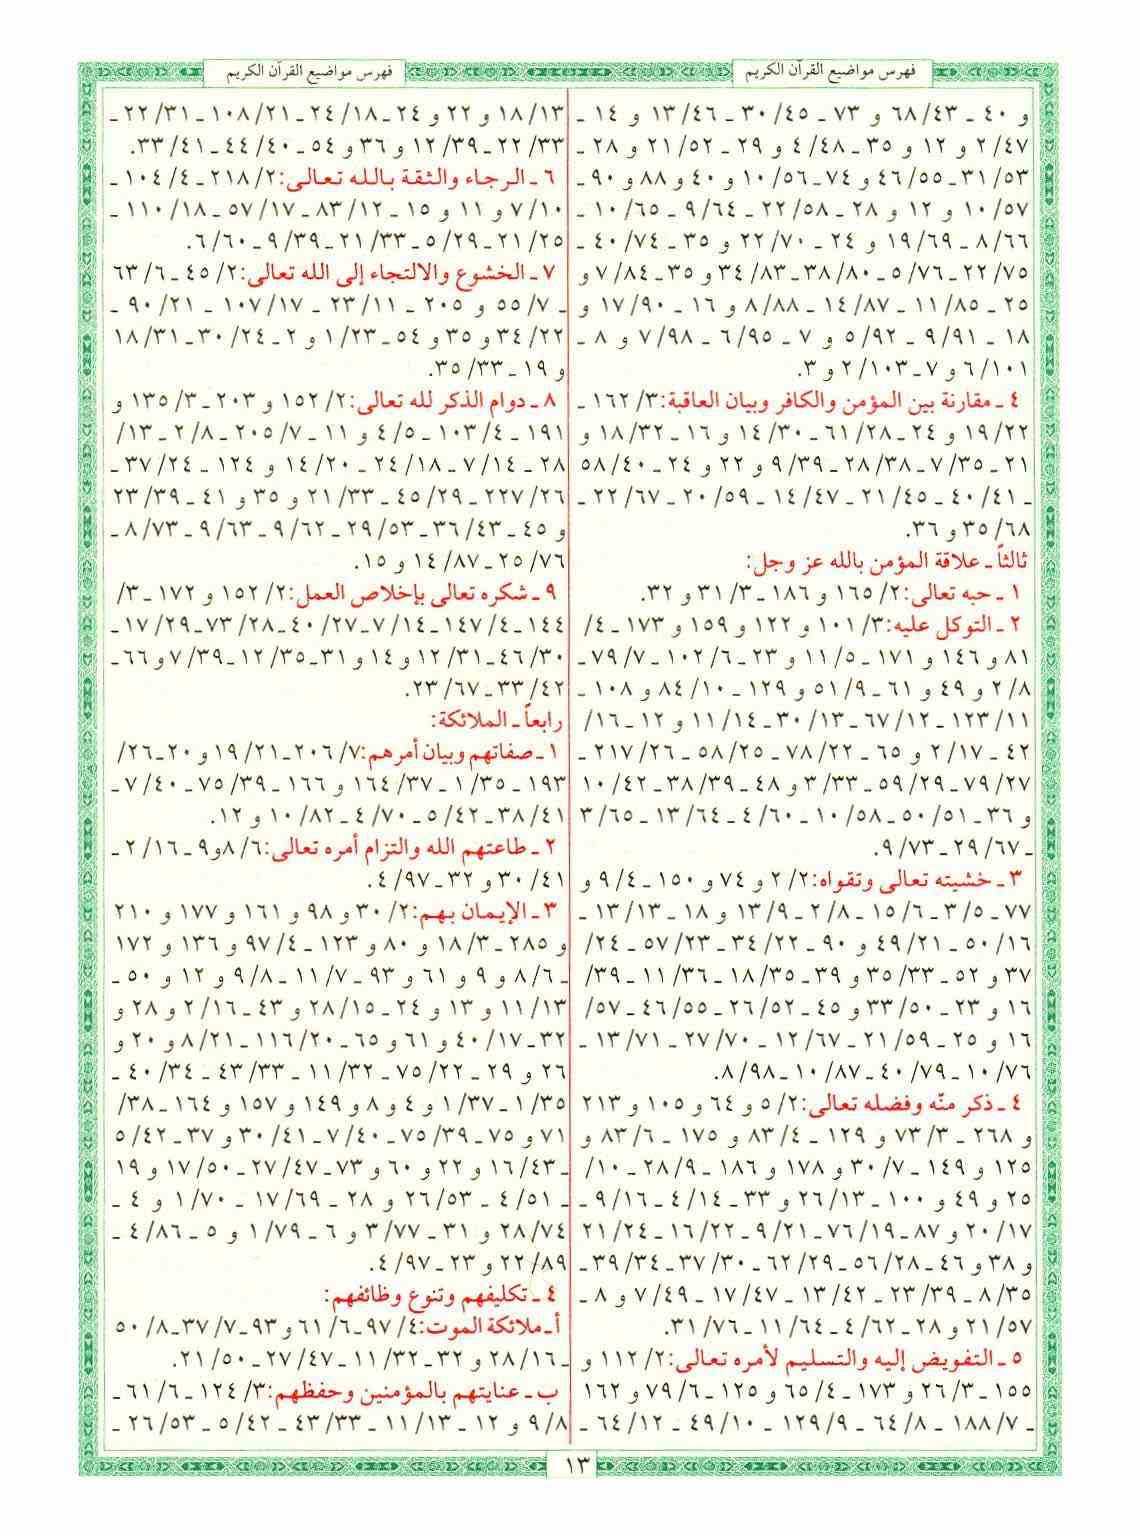 فهرس مواضيع القرآن الكريم
فهرس مواضيع القرآن الكريم
و ٤٠ ـ ٤٣/ ٦٨ و ٧٣ ـ ٤٥/ ٣٠ ـ ٤٦/ ١٣ و ١٤ ـ
٤٧/ ٢ و ١٢ و ٣٥ ـ ٤٨/ ٤ و ٢٩ ـ ٥٢/ ٢١ و ٢٨ ـ
٥٣/ ٣١ ـ ٥٥/ ٤٦ و ٧٤ ـ ٥٦/ ١٠ و ٤٠ و ٨٨ و ٩٠ ـ
٥٧/ ١٠ و ١٢ و ٢٨ ـ ٥٨/ ٢٢ ـ ٦٤/ ٩ ـ ٦٥/ ١٠ ـ
٦٦/ ٨ ـ ٦٩/ ١٩ و ٢٤ ـ ٧٠/ ٢٢ و ٣٥ ـ ٧٤/ ٤٠ ـ
٧٥/ ٢٢ ـ ٧٦/ ٥ ـ ٨٠/ ٣٨ ـ ٨٣/ ٣٤ و ٣٥ ـ ٨٤/ ٧ و
٢٥ ـ ٨٥/ ١١ ـ ٨٧/ ١٤ ـ ٨٨/ ٨ و ١٦ ـ ٩٠/ ١٧ و
١٨ ـ ٩١/ ٩ ـ ٩٢/ ٥ و ٧ ـ ٩٥/ ٦ ـ ٩٨/ ٧ و ٨ ـ
١٠١/ ٦ و ٧ ـ ١٠٣/ ٢ و ٣.
٤ ـ مقارنة بين المؤمن والكافر وبيان العاقبة: ٣/ ١٦٢ ـ
٢٢/ ١٩ و ٢٤ ـ ٢٨/ ٦١ ـ ٣٠/ ١٤ و ١٦ ـ ٣٢/ ١٨ و
٢١ ـ ٣٥/ ٧ ـ ٣٨/ ٢٨ ـ ٣٩/ ٩ و ٢٢ و ٢٤ ـ ٤٠/ ٥٨
ـ ٤١/ ٤٠ ـ ٤٥/ ٢١ ـ ٤٧/ ١٤ ـ ٥٩/ ٢٠ ـ ٦٧/ ٢٢ ـ
٦٨/ ٣٥ و ٣٦.
ثالثاً ـ علاقة المؤمن بالله عز وجل:
١ ـ حبه تعالى: ٢/ ١٦٥ و ١٨٦ ـ ٣/ ٣١ و ٣٢.
٢ ـ التوكل عليه: ٣/ ١٠١ و ١٢٢ و ١٥٩ و ١٧٣ ـ ٤/
٨١ و ١٤٦ و ١٧١ ـ ٥/ ١١ و ٢٣ ـ ٦/ ١٠٢ ـ ٧/ ٧٩ ـ
٨/ ٢ و ٤٩ و ٦١ ـ ٩/ ٥١ و ١٢٩ ـ ١٠/ ٨٤ و ١٠٨ ـ
١١/ ١٢٣ ـ ١٢/ ٦٧ ـ ١٣/ ٣٠ ـ ١٤/ ١١ و ١٢ ـ ١٦/
٤٢ ـ ١٧/ ٢ و ٦٥ ـ ٢٢/ ٧٨ ـ ٢٥/ ٥٨ ـ ٢٦/ ٢١٧ ـ
٢٧/ ٧٩ ـ ٢٩/ ٥٩ ـ ٣٣/ ٣ و ٤٨ ـ ٣٩/ ٣٨ ـ ٤٢/ ١٠
و ٣٦ ـ ٥١/ ٥٠ ـ ٥٨/ ١٠ ـ ٦٠/ ٤ ـ ٦٤/ ١٣ ـ ٦٥/ ٣
ـ ٦٧/ ٢٩ ـ ٧٣/ ٩.
٣ ـ خشيته تعالى وتقواه: ٢/ ٢ و ٧٤ و ١٥٠ ـ ٤/ ٩ و
٧٧ ـ ٥/ ٣ ـ ٦/ ١٥ ـ ٨/ ٢ ـ ٩/ ١٣ و ١٨ ـ ١٣/ ١٣ ـ
١٦/ ٥٠ ـ ٢١/ ٤٩ و ٩٠ ـ ٢٢/ ٣٤ ـ ٢٣/ ٥٧ ـ ٢٤/
٣٧ و ٥٢ ـ ٣٣/ ٣٥ و ٣٩ ـ ٣٥/ ١٨ ـ ٣٦/ ١١ ـ ٣٩/
١٦ و ٢٣ ـ ٥٠/ ٣٣ و ٤٥ ـ ٥٢/ ٢٦ ـ ٥٥/ ٤٦ ـ ٥٧/
١٦ و ٢٥ ـ ٥٩/ ٢١ ـ ٦٧/ ١٢ ـ ٧٠/ ٢٧ ـ ٧١/ ١٣ ـ
٧٦/ ١٠ ـ ٧٩/ ٤٠ ـ ٨٧/ ١٠ ـ ٩٨/ ٨.
٤ ـ ذكر منّه وفضله تعالى: ٢/ ٥ و ٦٤ و ١٠٥ و ٢١٣
و ٢٦٨ ـ ٣/ ٧٣ و ١٢٩ ـ ٤/ ٨٣ و ١٧٥ ـ ٦/ ٨٣ و
١٢٥ و ١٤٩ ـ ٧/ ٣٠ و ١٧٨ و ١٨٦ ـ ٩/ ٢٨ ـ ١٠/
٢٥ و ٤٩ و ١٠٠ ـ ١٣/ ٢٦ و ٣٣ ـ ١٤/ ٤ ـ ١٦/ ٩ ـ
١٧/ ٢٠ و ٨٧ ـ ١٩/ ٧٦ ـ ٢١/ ٩ ـ ٢٢/ ١٦ ـ ٢٤/ ٢١
و ٣٨ و ٤٦ ـ ٢٨/ ٥٦ ـ ٢٩/ ٦٢ ـ ٣٠/ ٣٧ ـ ٣٤/ ٣٩ ـ
٣٥/ ٨ ـ ٣٩/ ٢٣ ـ ٤٢/ ١٣ ـ ٤٧/ ١٧ ـ ٤٩/ ٧ و ٨ ـ
٥٧/ ٢١ و ٢٨ ـ ٦٢/ ٤ ـ ٦٤/ ١١ ـ ٧٦/ ٣١.
٥ ـ التفويض إليه والتسليم لأمره تعالى: ٢/ ١١٢ و
١٥٥ ـ ٣/ ٢٦ و ١٧٣ ـ ٤/ ٦٥ و ١٢٥ ـ ٦/ ٧٩ و ١٦٢
ـ ٧/ ١٨٨ ـ ٨/ ٦٤ ـ ٩/ ١٢٩ ـ ١٠/ ٤٩ ـ ١٢/ ٦٤ ـ
١٣/ ١٨ و ٢٢ و ٢٤ ـ ١٨/ ٢٤ ـ ٢١/ ١٠٨ ـ ٣١/ ٢٢ ـ
٣٣/ ٢٢ ـ ٣٩/ ١٢ و ٣٦ و ٥٤ ـ ٤٠/ ٤٤ ـ ٤١/ ٣٣.
٦ ـ الرجاء والثقة بالله تعالى: ٢/ ٢١٨ ـ ٤/ ١٠٤ ـ
١٠/ ٧ و ١١ و ١٥ ـ ١٢/ ٨٣ ـ ١٧/ ٥٧ ـ ١٨/ ١١٠ ـ
٢٥/ ٢١ ـ ٢٩/ ٥ ـ ٣٣/ ٢١ ـ ٣٩/ ٩ ـ ٦٠/ ٦.
٧ ـ الخشوع والالتجاء إلى الله تعالى: ٢/ ٤٥ ـ ٦/ ٦٣
ـ ٧/ ٥٥ و ٢٠٥ ـ ١١/ ٢٣ ـ ١٧/ ١٠٧ ـ ٢١/ ٩٠ ـ
٢٢/ ٣٤ و ٣٥ و ٥٤ ـ ٢٣/ ١ و ٢ ـ ٢٤/ ٣٠ ـ ٣١/ ١٨
و ١٩ ـ ٣٣/ ٣٥.
٨ ـ دوام الذكر لله تعالى: ٢/ ١٥٢ و ٢٠٣ ـ ٣/ ١٣٥ و
١٩١ ـ ٤/ ١٠٣ ـ ٥/ ٤ و ١١ ـ ٧/ ٢٠٥ ـ ٨/ ٢ ـ ١٣/
٢٨ ـ ١٤/ ٧ ـ ١٨/ ٢٤ ـ ٢٠/ ١٤ و ١٢٤ ـ ٢٤/ ٣٧ ـ
٢٦/ ٢٢٧ ـ ٢٩/ ٤٥ ـ ٣٣/ ٢١ و ٣٥ و ٤١ ـ ٣٩/ ٢٣
و ٤٥ ـ ٤٣/ ٣٦ ـ ٥٣/ ٢٩ ـ ٦٢/ ٩ ـ ٦٣/ ٩ ـ ٧٣/ ٨ ـ
٧٦/ ٢٥ ـ ٨٧/ ١٤ و ١٥.
٩ ـ شكره تعالى بإخلاص العمل: ٢/ ١٥٢ و ١٧٢ ـ ٣/
١٤٤ ـ ٤/ ١٤٧ ـ ١٤/ ٧ ـ ٢٧/ ٤٠ ـ ٢٨/ ٧٣ ـ ٢٩/ ١٧ ـ
٣٠/ ٤٦ ـ ٣١/ ١٢ و ١٤ و ٣١ ـ ٣٥/ ١٢ ـ ٣٩/ ٧ و ٦٦ ـ
٤٢/ ٣٣ ـ ٦٧/ ٢٣.
رابعاً ـ الملائكة:
١ ـ صفاتهم وبيان أمرهم: ٧/ ٢٠٦ ـ ٢١/ ١٩ و ٢٠ ـ ٢٦/
١٩٣ ـ ٣٥/ ١ ـ ٣٧/ ١٦٤ و ١٦٦ ـ ٣٩/ ٧٥ ـ ٤٠/ ٧ ـ
٤١/ ٣٨ ـ ٤٢/ ٥ ـ ٧٠/ ٤ ـ ٨٢/ ١٠ و ١٢.
٢ ـ طاعتهم الله والتزام أمره تعالى: ٦/ ٨ و ٩ ـ ١٦/ ٢ ـ
٤١/ ٣٠ و ٣٢ ـ ٩٧/ ٤.
٣ ـ الإيمان بهم: ٢/ ٣٠ و ٩٨ و ١٦١ و ١٧٧ و ٢١٠
و ٢٨٥ ـ ٣/ ١٨ و ٨٠ و ١٢٣ ـ ٤/ ٩٧ و ١٣٦ و ١٧٢
ـ ٦/ ٨ و ٩ و ٦١ و ٩٣ ـ ٧/ ١١ ـ ٨/ ٩ و ١٢ و ٥٠ ـ
١٣/ ١١ و ١٣ و ٢٤ ـ ١٥/ ٢٨ و ٤٣ ـ ١٦/ ٢ و ٢٨ و
٣٢ ـ ١٧/ ٤٠ و ٦١ و ٦٥ ـ ٢٠/ ١١٦ ـ ٢١/ ٨ و ٢٠ و
٢٦ و ٢٩ ـ ٢٢/ ٧٥ ـ ٣٢/ ١١ ـ ٣٣/ ٤٣ ـ ٣٤/ ٤٠ ـ
٣٥/ ١ ـ ٣٧/ ١ و ٤ و ٨ و ١٤٩ و ١٥٧ و ١٦٤ ـ ٣٨/
٧١ و ٧٥ ـ ٣٩/ ٧٥ ـ ٤٠/ ٧ ـ ٤١/ ٣٠ و ٣٧ ـ ٤٢/ ٥
ـ ٤٣/ ١٦ و ٢٢ و ٦٠ و ٧٣ ـ ٤٧/ ٢٧ ـ ٥٠/ ١٧ و ١٩
ـ ٥١/ ٤ ـ ٥٣/ ٢٦ و ٢٨ ـ ٦٩/ ١٧ ـ ٧٠/ ١ و ٤ ـ
٧٤/ ٢٨ و ٣١ ـ ٧٧/ ٣ و ٦ ـ ٧٩/ ١ و ٥ ـ ٨٦/ ٤ ـ
٨٩/ ٢٢ و ٢٣ ـ ٩٧/ ٤.
٤ ـ تكليفهم وتنوع وظائفهم:
أ ـ ملائكة الموت: ٤/ ٩٧ ـ ٦/ ٦١ و ٩٣ ـ ٧/ ٣٧ ـ ٨/ ٥٠
ـ ١٦/ ٢٨ و ٣٢ ـ ٣٢/ ١١ ـ ٤٧/ ٢٧ ـ ٥٠/ ٢١.
ب ـ عنايتهم بالمؤمنين وحفظهم: ٣/ ١٢٤ ـ ٦/ ٦١ ـ
٨/ ٩ و ١٢ ـ ١٣/ ١١ ـ ٣٣/ ٤٣ ـ ٤٢/ ٥ ـ ٥٣/ ٢٦ ـ
١٣